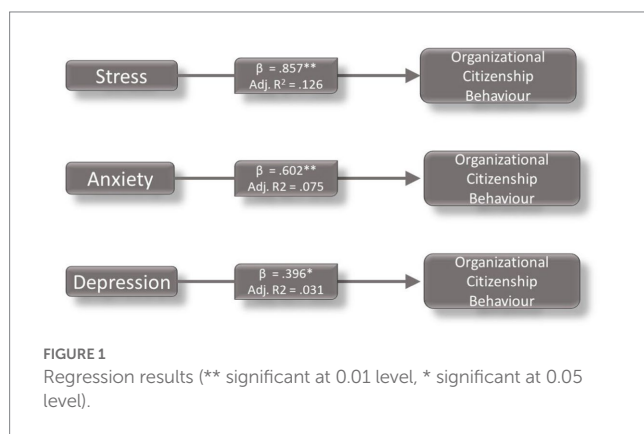 Stress
β = .857**
Adj. R² = .126
Organizational
Citizenship
Behaviour
Anxiety
β = .602**
Adj. R2 = .075
Organizational
Citizenship
Behaviour
Depression
β = .396*
Adj. R2 = .031
Organizational
Citizenship
Behaviour
FIGURE 1
Regression results (** significant at 0.01 level, * significant at 0.05
level).